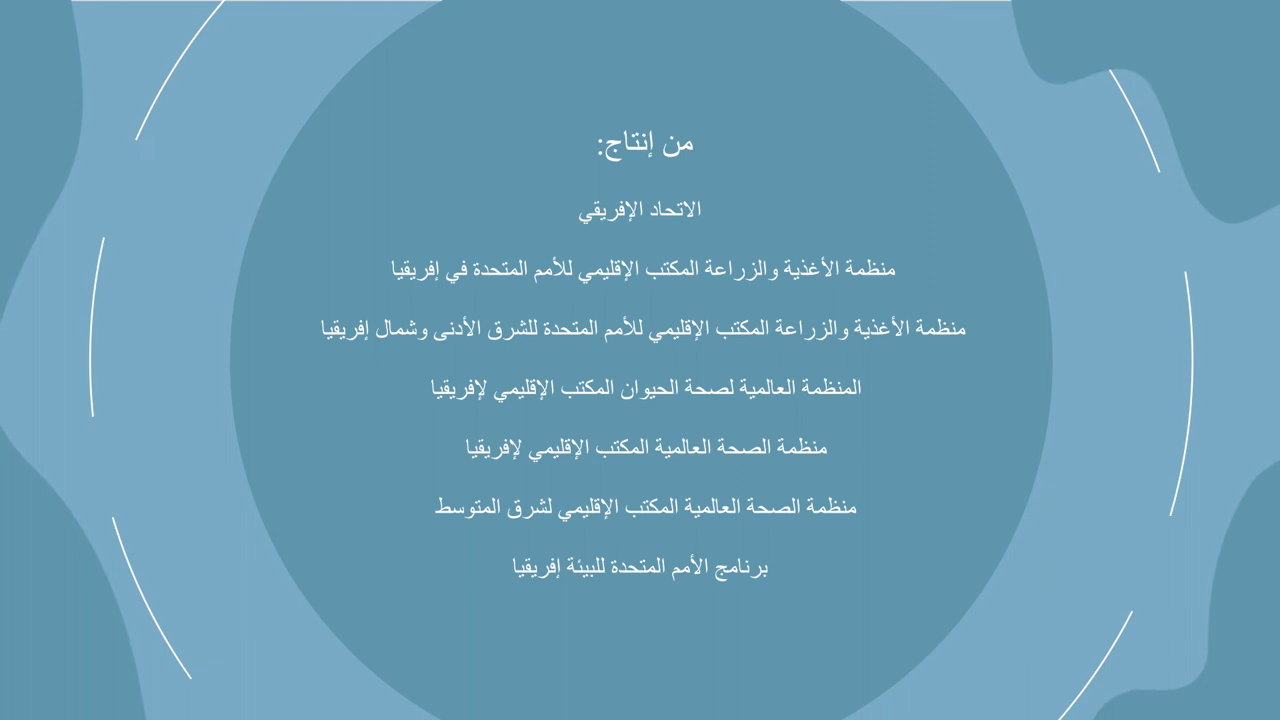 من إنتاج:
الاتحاد الإفريقي
منظمة الأغذية والزراعة المكتب الإقليمي للأمم المتحدة في إفريقيا
منظمة الأغذية والزراعة المكتب الإقليمي للأمم المتحدة للشرق الأدنى وشمال إفريقيا
المنظمة العالمية لصحة الحيوان المكتب الإقليمي لإفريقيا
منظمة الصحة العالمية المكتب الإقليمي لإفريقيا
منظمة الصحة العالمية المكتب الإقليمي لشرق المتوسط
برنامج الأمم المتحدة للبيئة إفريقيا